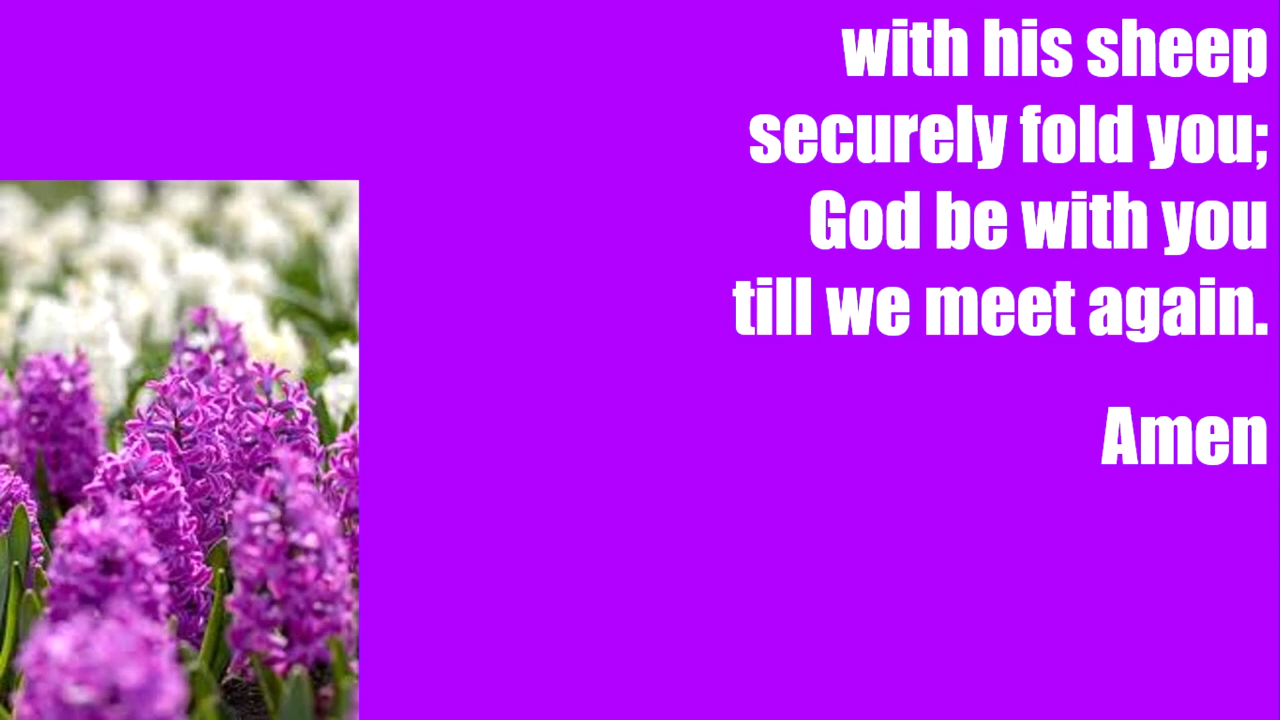 with his sheep
securely fold you;
God be with you
till we meet again.
Amen